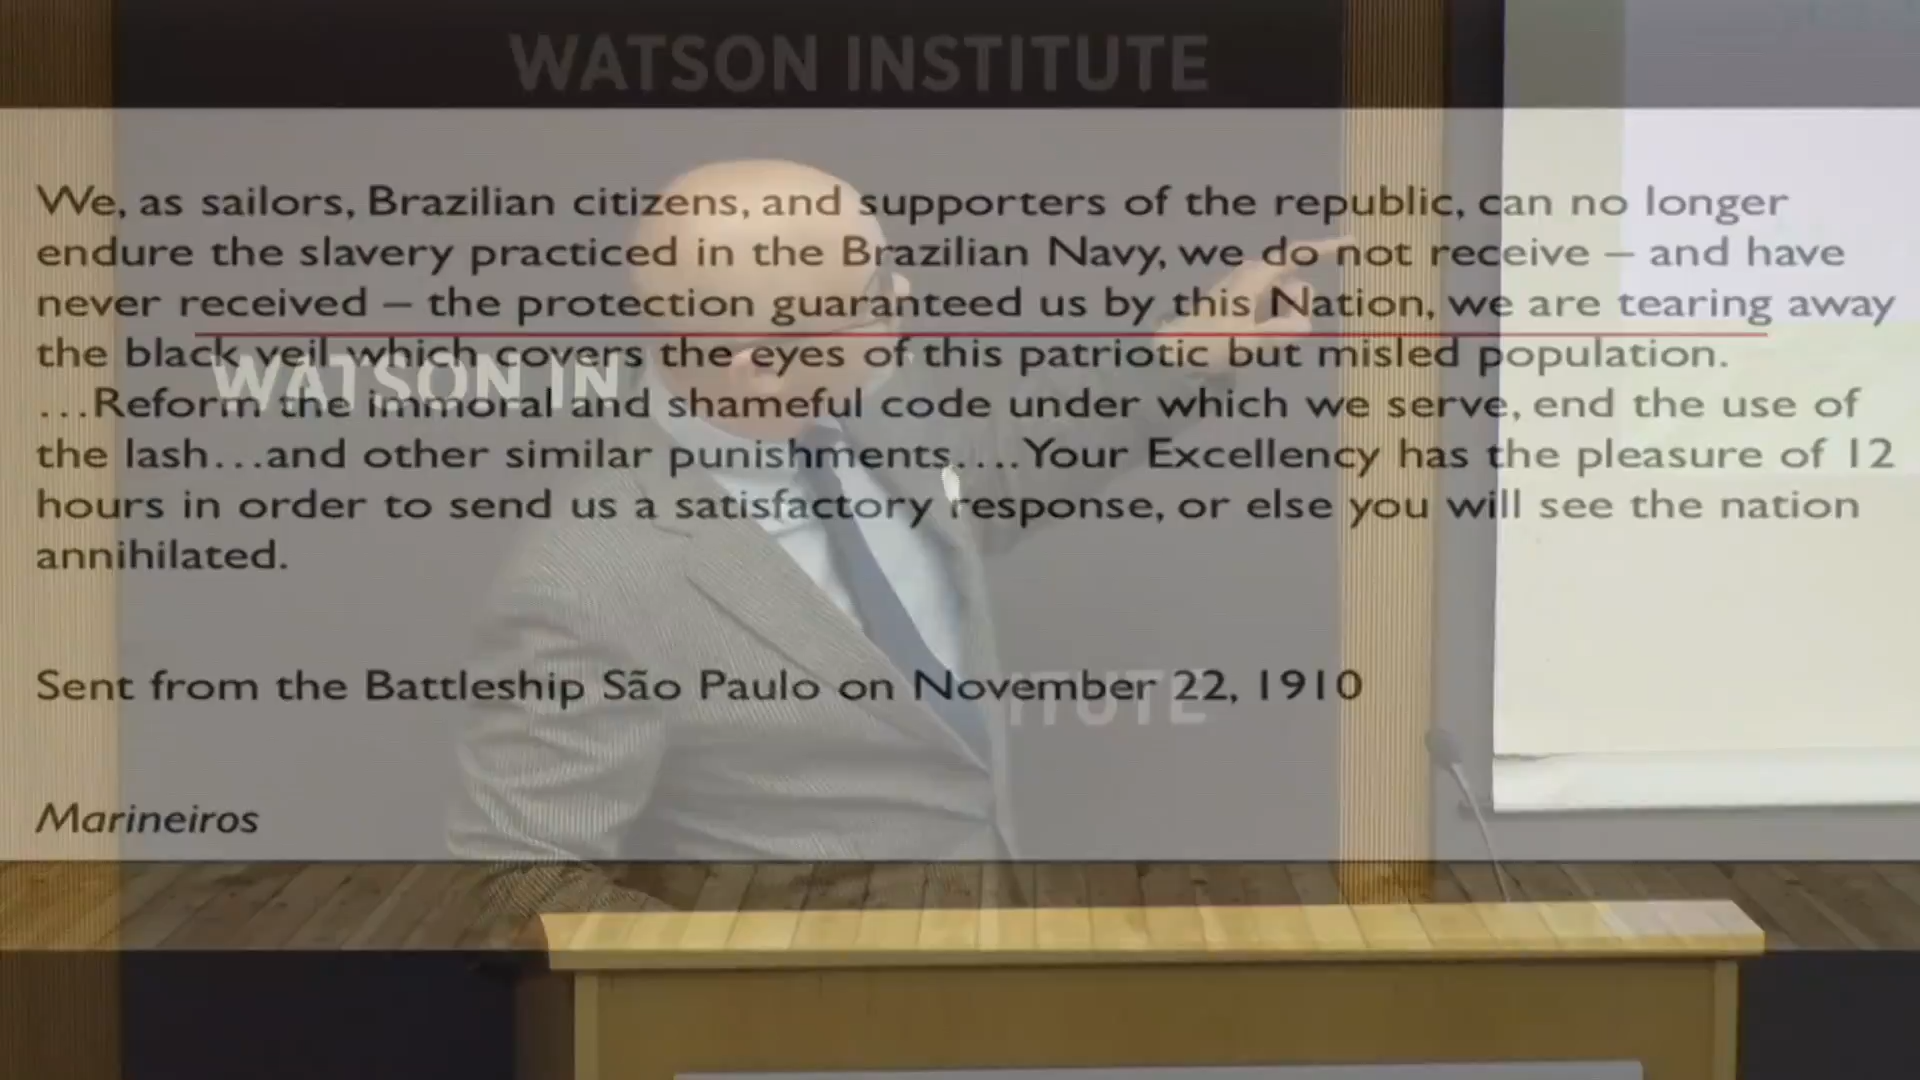 WATSON INSTITUTE
We, as sailors, Brazilian citizens, and supporters of the republic, can no longer
endure the slavery practiced in the Brazilian Navy, we do not receive – and have
never received – the protection guaranteed us by this Nation, we are tearing away
the black veil which covers the eyes of this patriotic but misled population.
WATSON IN
…Reform the immoral and shameful code under which we serve, end the use of
the lash…and other similar punishments….Your Excellency has the pleasure of 12
hours in order to send us a satisfactory response, or else you will see the nation
annihilated.
Sent from the Battleship São Paulo on November 22, 1910
ITUTE
Marineiros